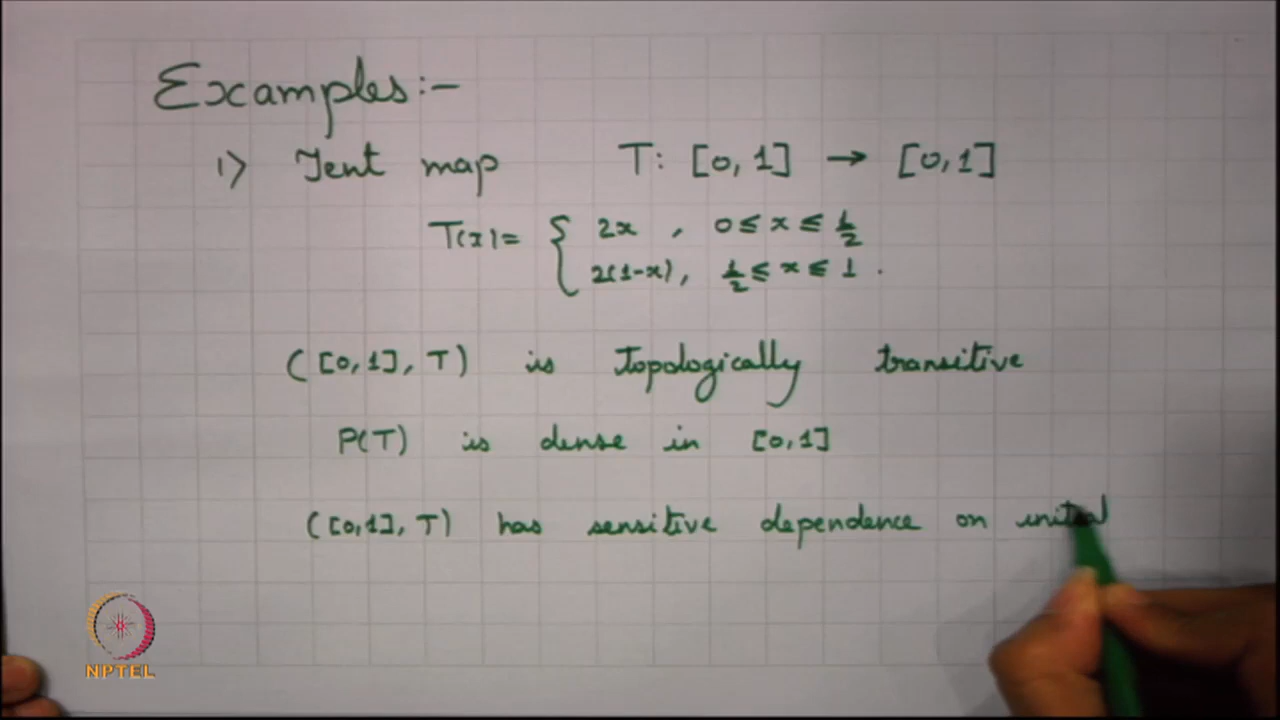 Examples:-
1) Tent map T: [0, 1] → [0, 1]
T(x) = { 2x , 0 ≤ x ≤ 1/2
2(1-x), 1/2 ≤ x ≤ 1 .
([0, 1], T) is topologically transitive
P(T) is dense in [0, 1]
([0, 1], T) has sensitive dependence on initial
NPTEL